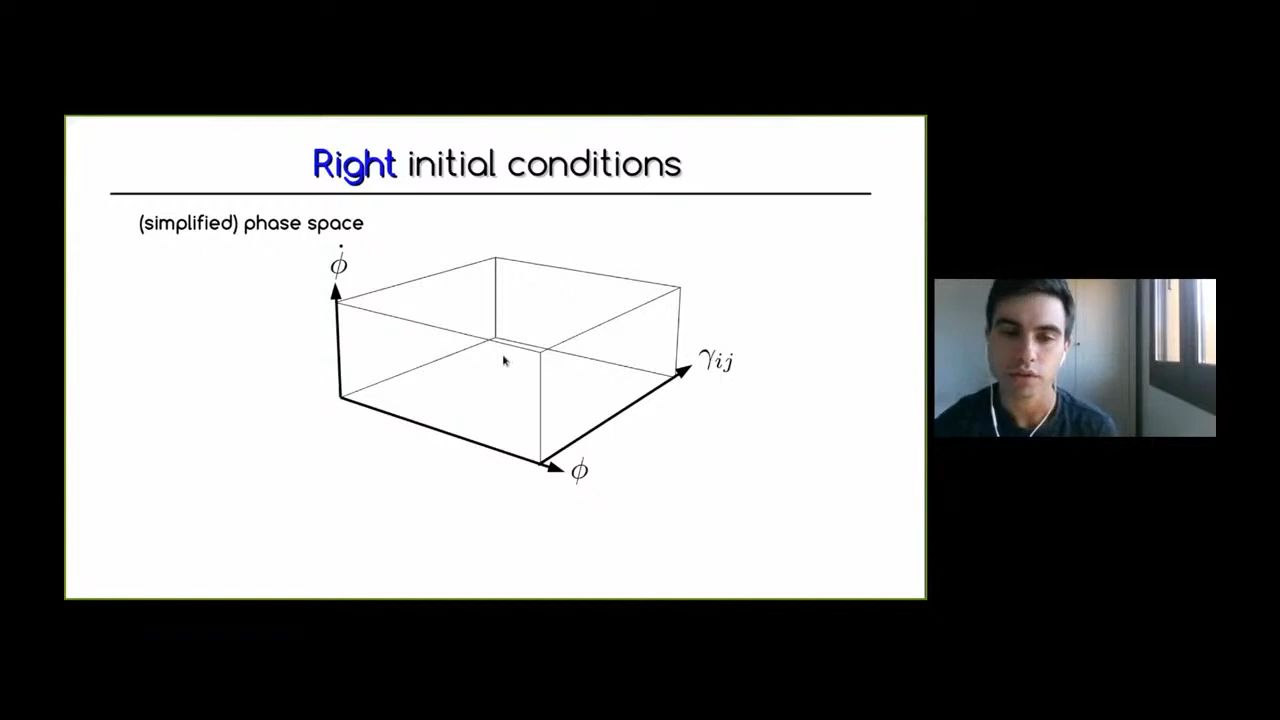 Right initial conditions
(simplified) phase space
ϕ̇
γij
ϕ